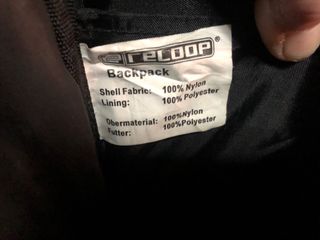 reloop
Backpack
Shell Fabric: 100% Nylon
Lining: 100% Polyester
Obermaterial: 100%Nylon
Futter: 100%Polyester